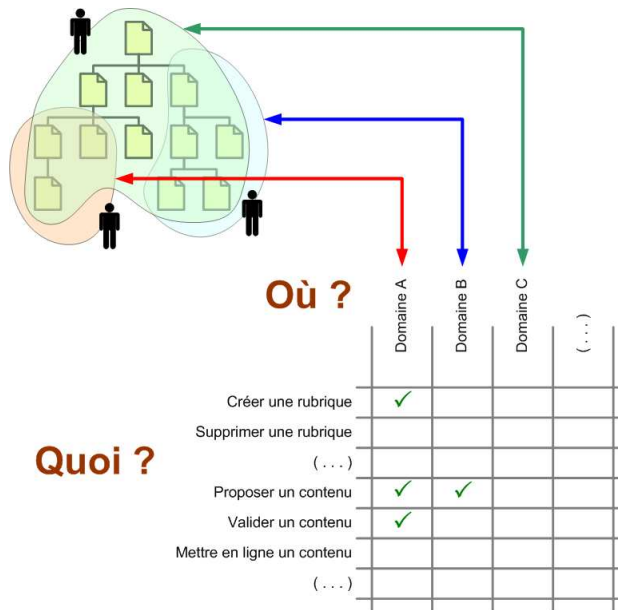 Où ?
Domaine A
Domaine B
Domaine C
( . . . )
Créer une rubrique
Supprimer une rubrique
Quoi ?
( . . . )
Proposer un contenu
Valider un contenu
Mettre en ligne un contenu
( . . . )